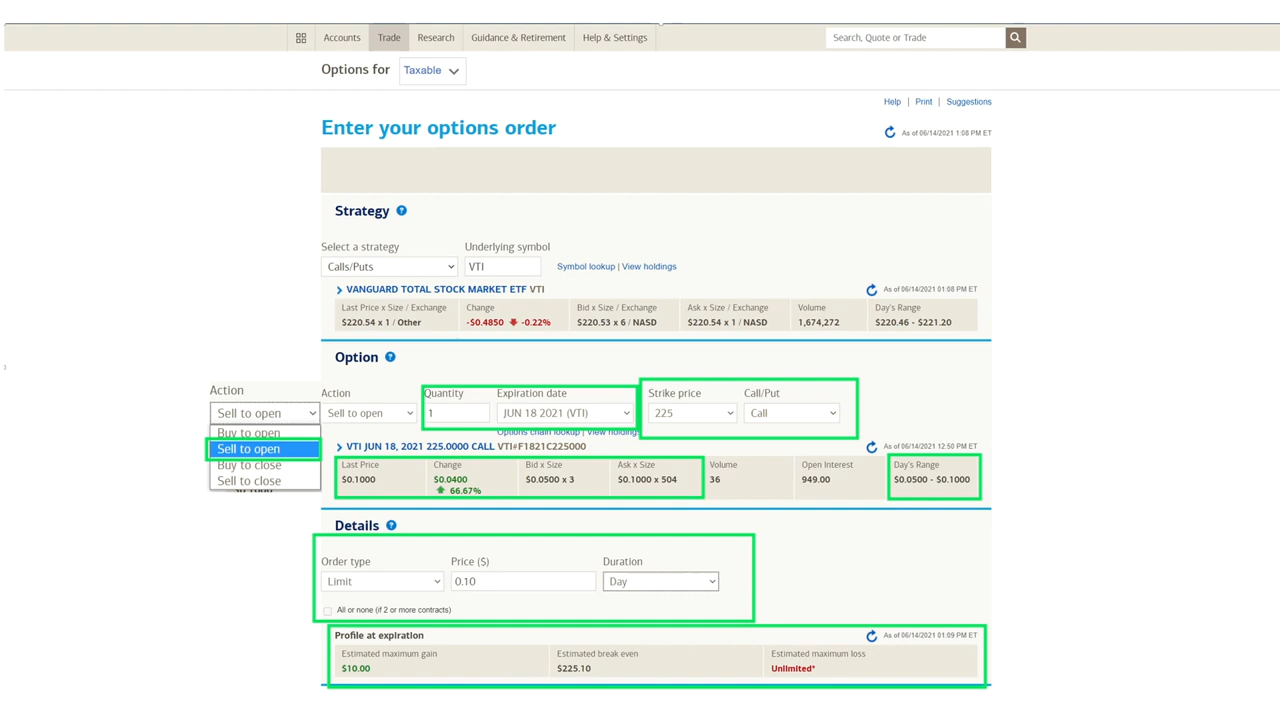 Accounts Trade Research Guidance & Retirement Help & Settings Search, Quote or Trade
Options for Taxable
Help | Print | Suggestions
Enter your options order
As of 06/14/2021 1:08 PM ET
Strategy ?
Select a strategy Underlying symbol
Calls/Puts VTI Symbol lookup | View holdings
VANGUARD TOTAL STOCK MARKET ETF VTI As of 06/14/2021 01:08 PM ET
Last Price x Size / Exchange Change Bid x Size / Exchange Ask x Size / Exchange Volume Day's Range
$220.54 x 1 / Other -$0.4850 -0.22% $220.53 x 6 / NASD $220.54 x 1 / NASD 1,674,272 $220.46 - $221.20
Option ?
Action Action Quantity Expiration date Strike price Call/Put
Sell to open Sell to open 1 JUN 18 2021 (VTI) 225 Call
Buy to open Options chain lookup | View holdings
Sell to open VTI JUN 18, 2021 225.0000 CALL VTI#F1821C225000 As of 06/14/2021 12:50 PM ET
Buy to close Last Price Change Bid x Size Ask x Size Volume Open Interest Day's Range
Sell to close $0.1000 $0.0400 $0.0500 x 3 $0.1000 x 504 36 949.00 $0.0500 - $0.1000
66.67%
Details ?
Order type Price ($) Duration
Limit 0.10 Day
All or none (if 2 or more contracts)
Profile at expiration As of 06/14/2021 01:09 PM ET
Estimated maximum gain Estimated break even Estimated maximum loss
$10.00 $225.10 Unlimited*